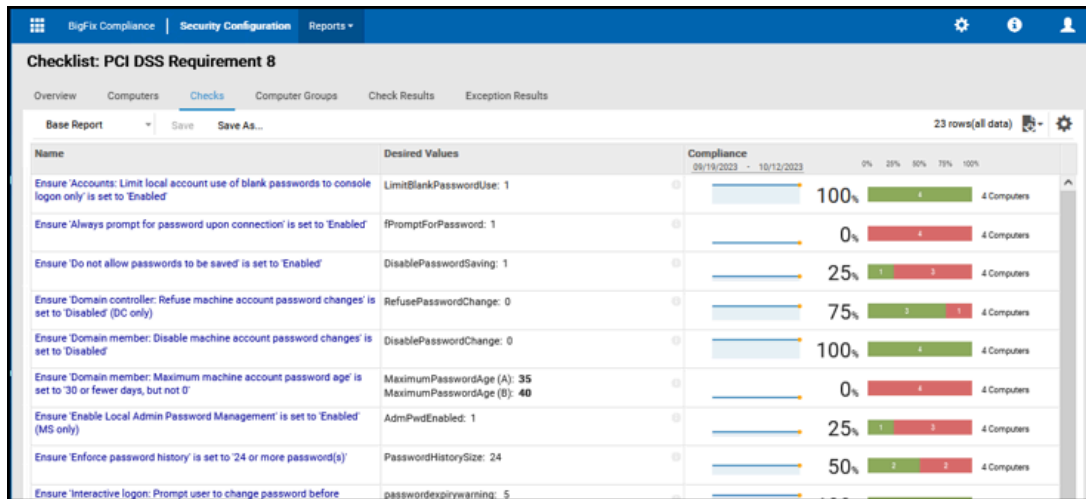 BigFix Compliance | Security Configuration Reports
Checklist: PCI DSS Requirement 8
Overview Computers Checks Computer Groups Check Results Exception Results
Base Report Save Save As... 23 rows(all data)
Name Desired Values Compliance
09/19/2023 - 10/12/2023 0% 25% 50% 75% 100%
Ensure 'Accounts: Limit local account use of blank passwords to console
logon only' is set to 'Enabled'
LimitBlankPasswordUse: 1
100% 4 4 Computers
Ensure 'Always prompt for password upon connection' is set to 'Enabled'
fPromptForPassword: 1
0% 4 4 Computers
Ensure 'Do not allow passwords to be saved' is set to 'Enabled'
DisablePasswordSaving: 1
25% 1 3 4 Computers
Ensure 'Domain controller: Refuse machine account password changes' is
set to 'Disabled' (DC only)
RefusePasswordChange: 0
75% 3 1 4 Computers
Ensure 'Domain member: Disable machine account password changes' is
set to 'Disabled'
DisablePasswordChange: 0
100% 4 4 Computers
Ensure 'Domain member: Maximum machine account password age' is
set to '30 or fewer days, but not 0'
MaximumPasswordAge (A): 35
MaximumPasswordAge (B): 40
0% 4 4 Computers
Ensure 'Enable Local Admin Password Management' is set to 'Enabled'
(MS only)
AdmPwdEnabled: 1
25% 1 3 4 Computers
Ensure 'Enforce password history' is set to '24 or more password(s)'
PasswordHistorySize: 24
50% 2 2 4 Computers
Ensure 'Interactive logon: Prompt user to change password before
passwordexpirywarning: 5